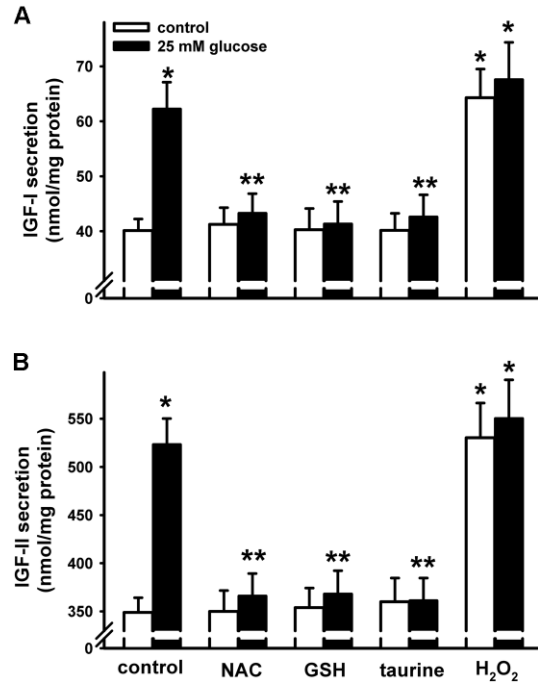 A
control
25 mM glucose
IGF-I secretion
(nmol/mg protein)
70
60
50
40
0
*
**
**
**
*
*
B
IGF-II secretion
(nmol/mg protein)
550
500
450
400
350
0
*
**
**
**
*
*
control NAC GSH taurine H₂O₂